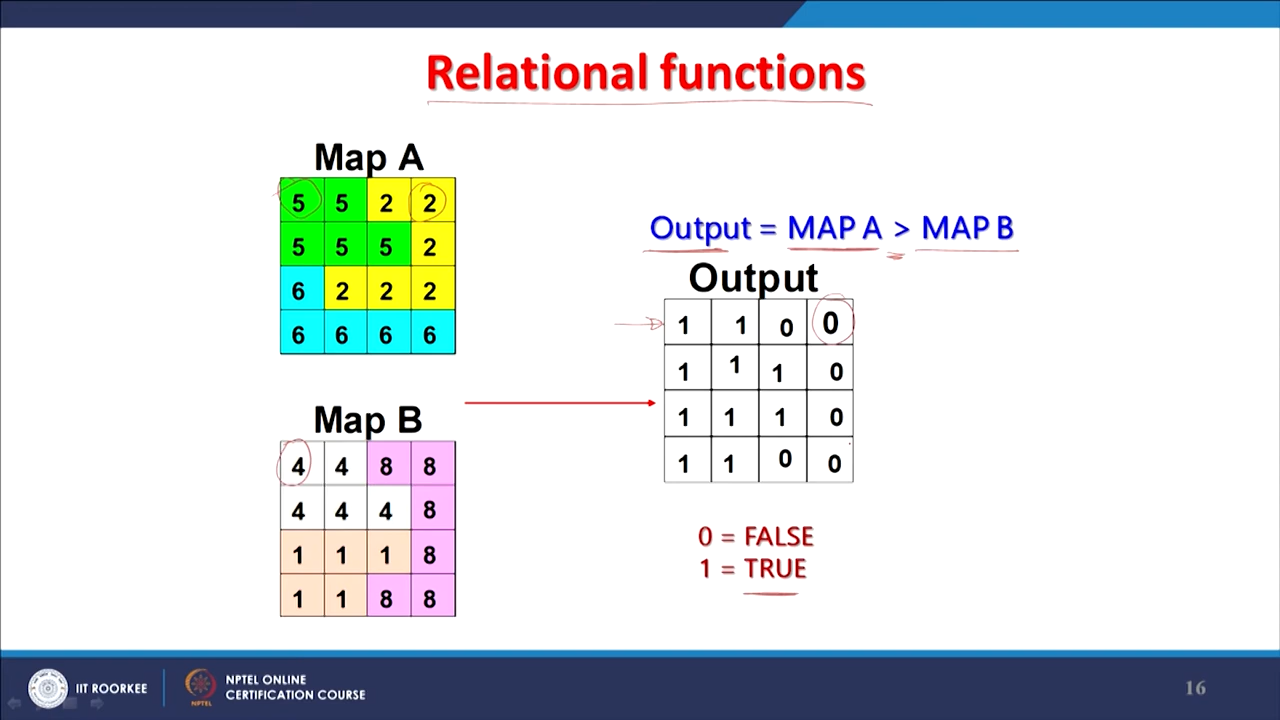 Relational functions
Map A
5 5 2 2
5 5 5 2
6 2 2 2
6 6 6 6
Output = MAP A > MAP B
Output
1 1 0 0
1 1 1 0
1 1 1 0
1 1 0 0
Map B
4 4 8 8
4 4 4 8
1 1 1 8
1 1 8 8
0 = FALSE
1 = TRUE
IIT ROORKEE
NPTEL
NPTEL ONLINE
CERTIFICATION COURSE
16